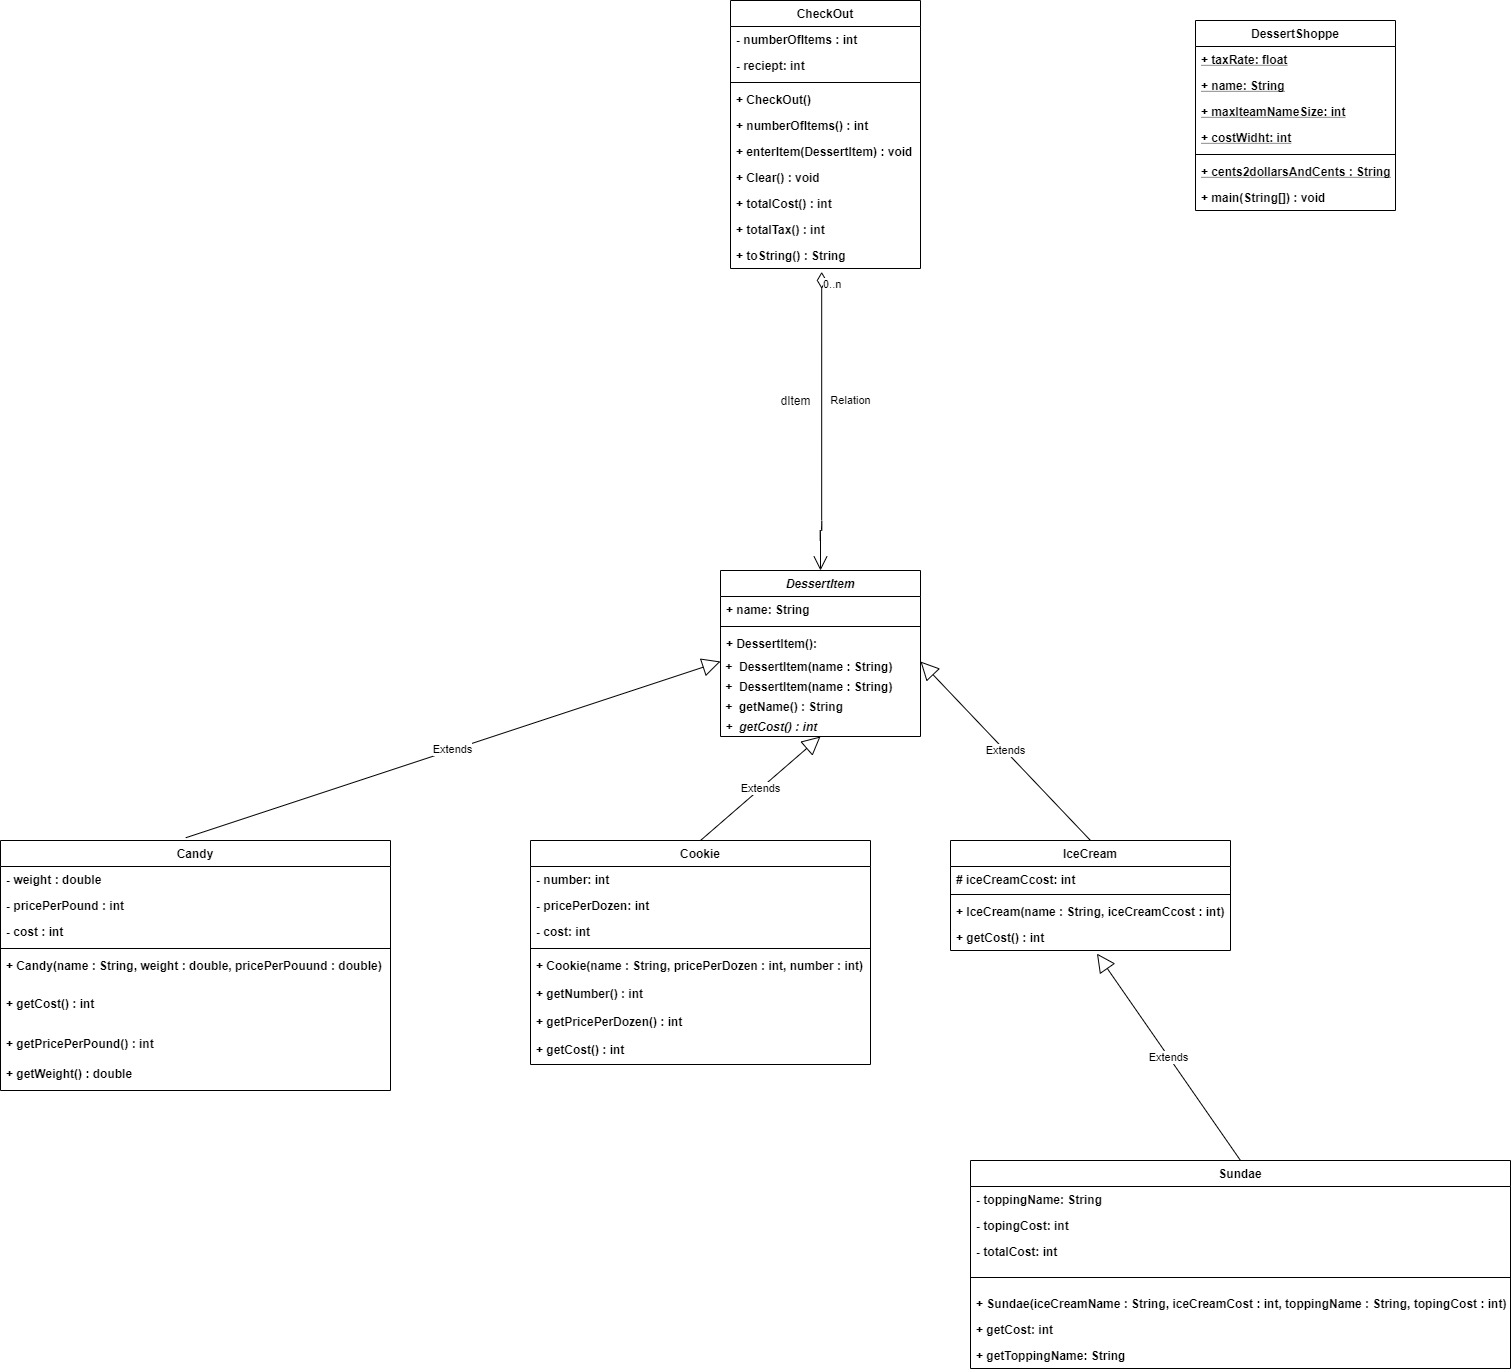 CheckOut
- numberOfItems : int
- reciept: int
+ CheckOut()
+ numberOfItems() : int
+ enterItem(DessertItem) : void
+ Clear() : void
+ totalCost() : int
+ totalTax() : int
+ toString() : String
DessertShoppe
+ taxRate: float
+ name: String
+ maxIteamNameSize: int
+ costWidht: int
+ cents2dollarsAndCents : String
+ main(String[]) : void
0..n
dItem
Relation
DessertItem
+ name: String
+ DessertItem():
+ DessertItem(name : String)
+ DessertItem(name : String)
+ getName() : String
+ getCost() : int
Extends
Extends
Extends
Candy
- weight : double
- pricePerPound : int
- cost : int
+ Candy(name : String, weight : double, pricePerPouund : double)
+ getCost() : int
+ getPricePerPound() : int
+ getWeight() : double
Cookie
- number: int
- pricePerDozen: int
- cost: int
+ Cookie(name : String, pricePerDozen : int, number : int)
+ getNumber() : int
+ getPricePerDozen() : int
+ getCost() : int
IceCream
# iceCreamCcost: int
+ IceCream(name : String, iceCreamCcost : int)
+ getCost() : int
Extends
Sundae
- toppingName: String
- topingCost: int
- totalCost: int
+ Sundae(iceCreamName : String, iceCreamCost : int, toppingName : String, topingCost : int)
+ getCost: int
+ getToppingName: String